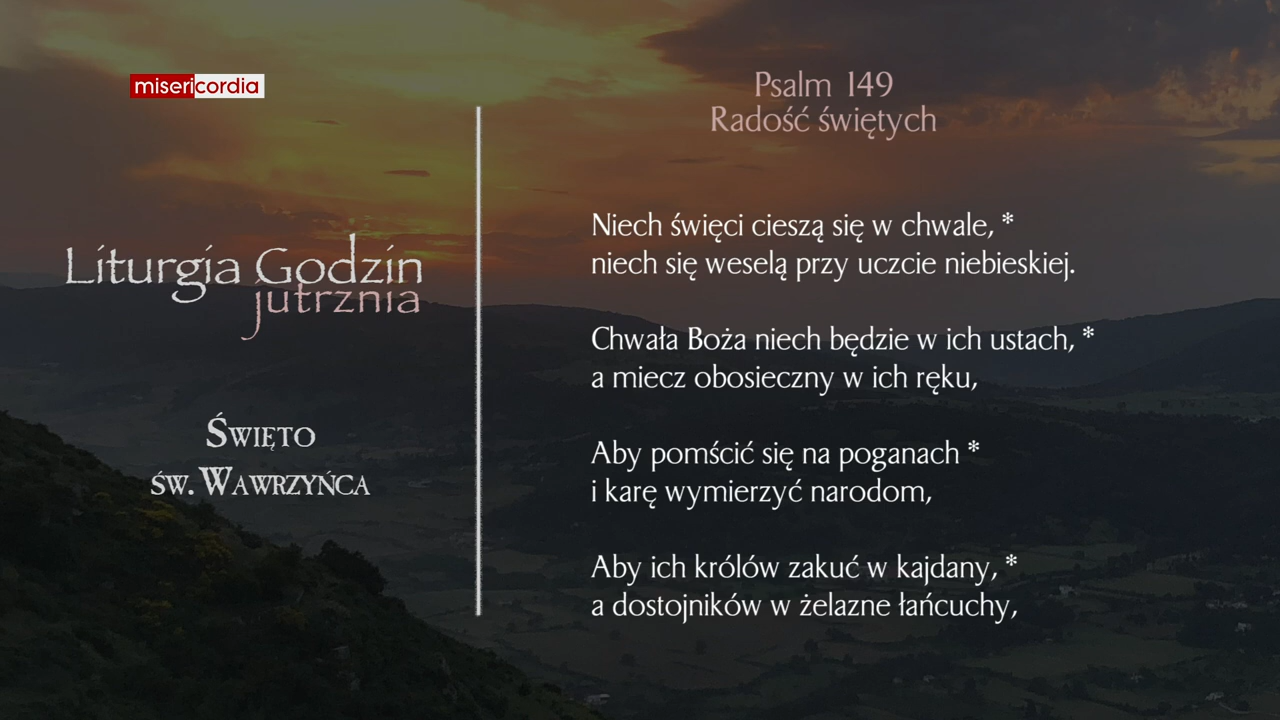 misericordia
Liturgia Godzin
jutrznia
Święto
św. Wawrzyńca
Psalm 149
Radość świętych
Niech święci cieszą się w chwale, *
niech się weselą przy uczcie niebieskiej.
Chwała Boża niech będzie w ich ustach, *
a miecz obosieczny w ich ręku,
Aby pomścić się na poganach *
i karę wymierzyć narodom,
Aby ich królów zakuć w kajdany, *
a dostojników w żelazne łańcuchy,